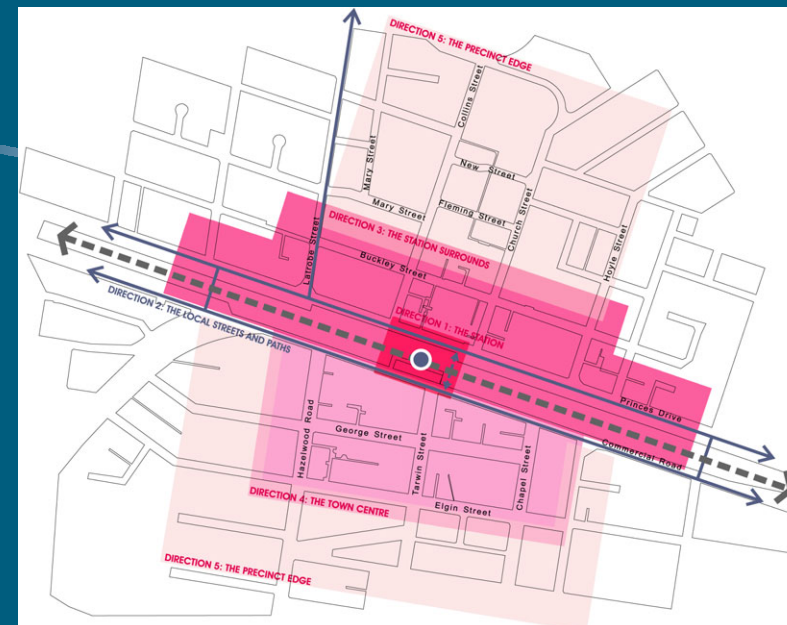 DIRECTION 5: THE PRECINCT EDGE
Collins Street
New Street
Mary Street
Mary Street
Fleming Street
Church Street
Hoyle Street
DIRECTION 3: THE STATION SURROUNDS
Latrobe Street
Buckley Street
DIRECTION 2: THE LOCAL STREETS AND PATHS
DIRECTION 1: THE STATION
Princes Drive
Commercial Road
Hazelwood Road
George Street
Tarwin Street
Chapel Street
DIRECTION 4: THE TOWN CENTRE
Elgin Street
DIRECTION 5: THE PRECINCT EDGE